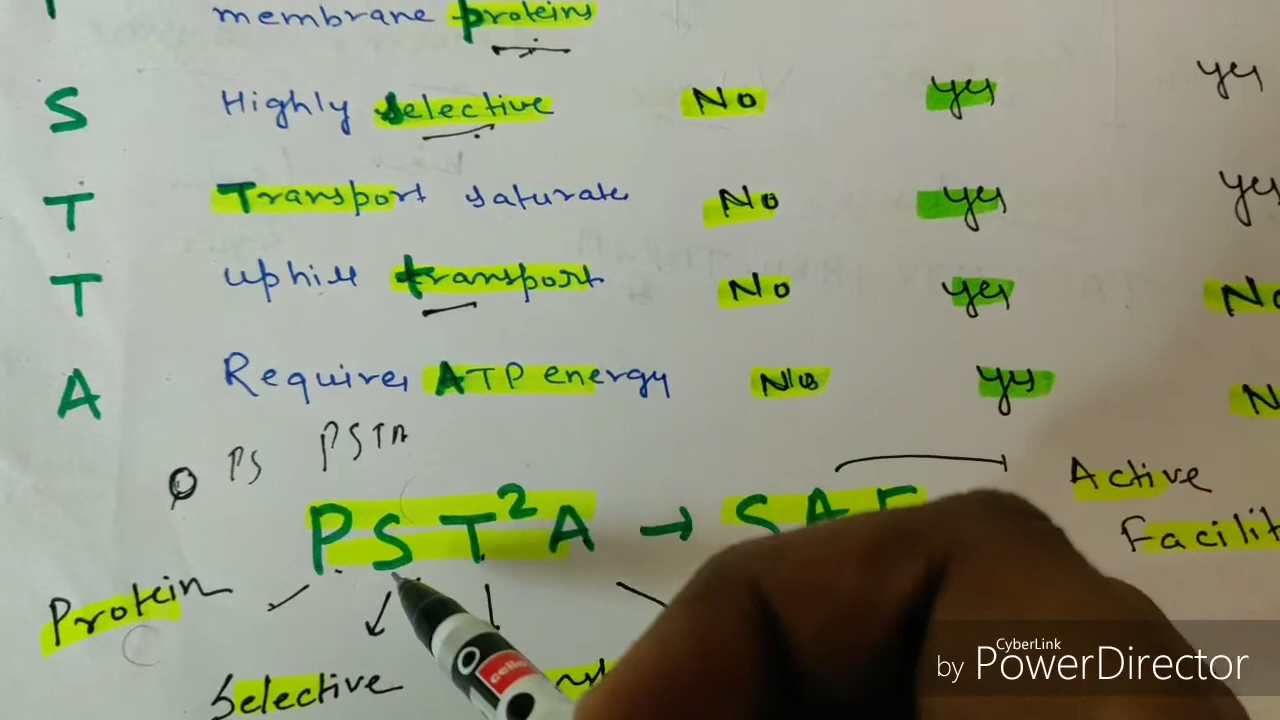 membrane proteins
S Highly selective No yes yes
T Transport saturate No yes yes
T uphill transport No yes No
A Requires ATP energy No yes N
PS PSTA
PST²A → SAF Active
Facilit
Protein
Selective
cello
CyberLink
by PowerDirector